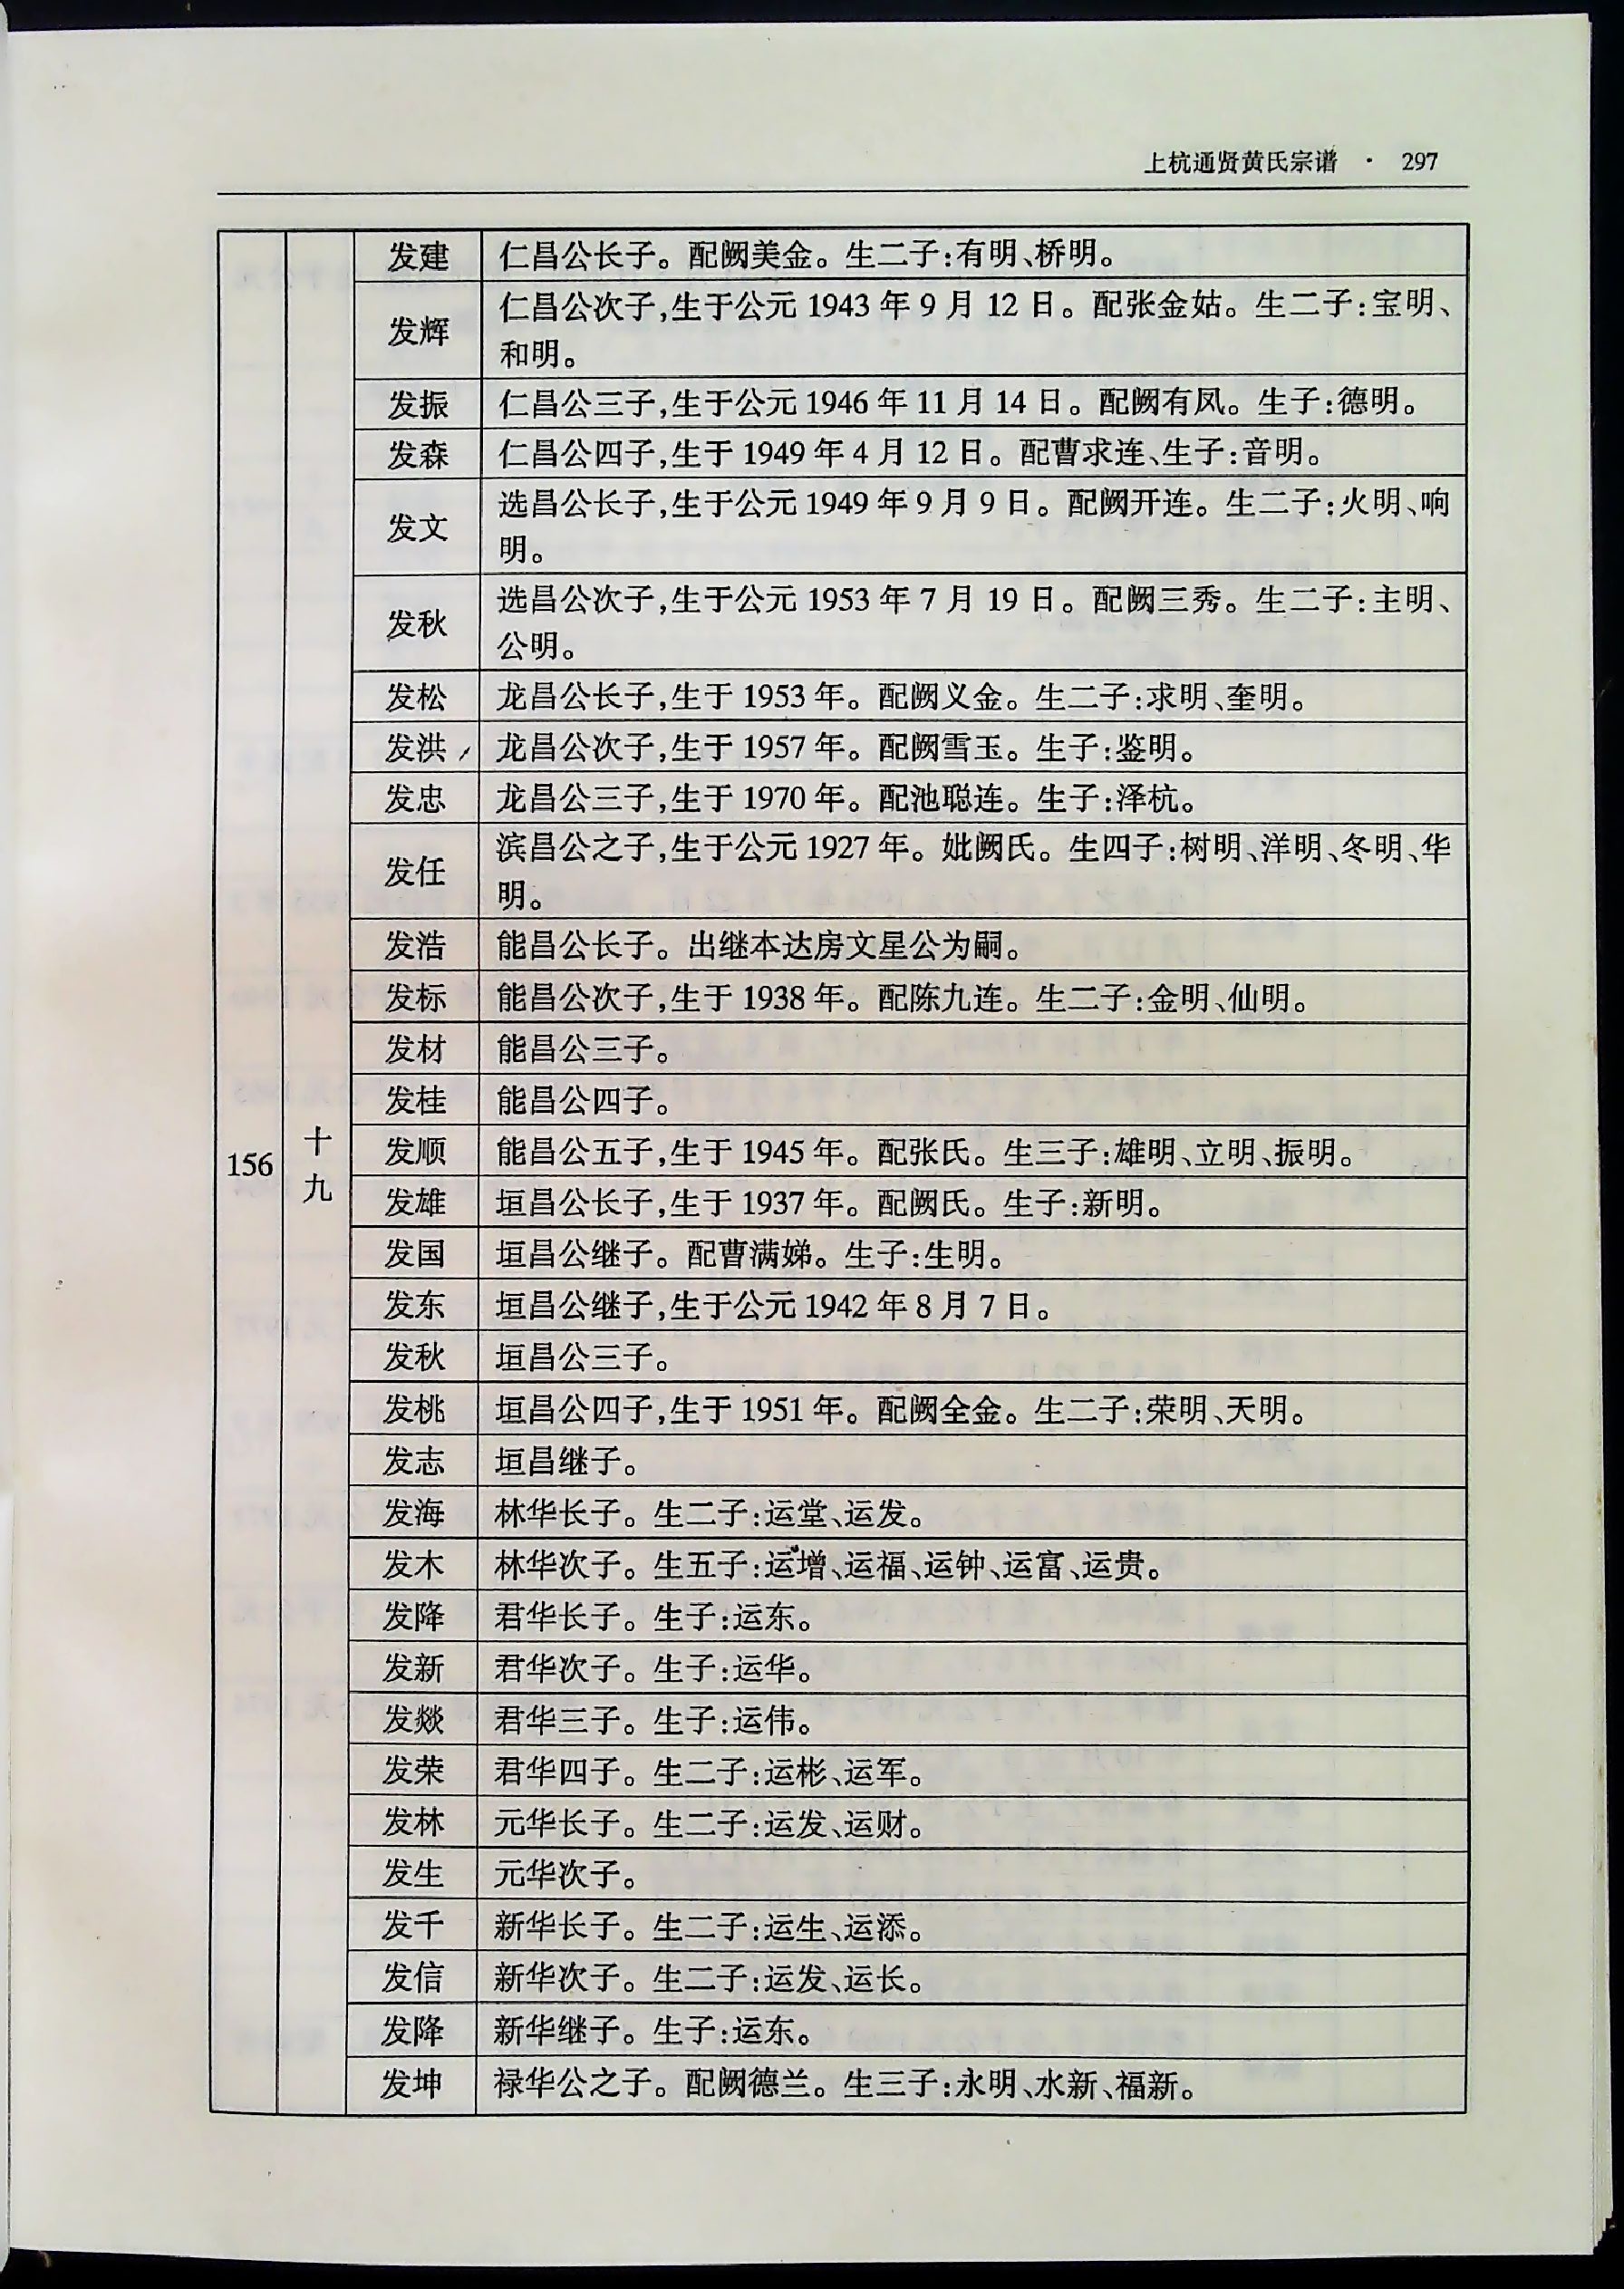 上杭通贤黄氏宗谱 · 297
156
十九
发建 仁昌公长子。配阙美金。生二子:有明、桥明。
发辉 仁昌公次子,生于公元 1943 年 9 月 12 日。配张金姑。生二子:宝明、
和明。
发振 仁昌公三子,生于公元 1946 年 11 月 14 日。配阙有凤。生子:德明。
发森 仁昌公四子,生于 1949 年 4 月 12 日。配曹求连、生子:音明。
发文 选昌公长子,生于公元 1949 年 9 月 9 日。配阙开连。生二子:火明、响
明。
发秋 选昌公次子,生于公元 1953 年 7 月 19 日。配阙三秀。生二子:主明、
公明。
发松 龙昌公长子,生于 1953 年。配阙义金。生二子:求明、奎明。
发洪 龙昌公次子,生于 1957 年。配阙雪玉。生子:鉴明。
发忠 龙昌公三子,生于 1970 年。配池聪连。生子:泽杭。
发任 滨昌公之子,生于公元 1927 年。妣阙氏。生四子:树明、洋明、冬明、华
明。
发浩 能昌公长子。出继本达房文星公为嗣。
发标 能昌公次子,生于 1938 年。配陈九连。生二子:金明、仙明。
发材 能昌公三子。
发桂 能昌公四子。
发顺 能昌公五子,生于 1945 年。配张氏。生三子:雄明、立明、振明。
发雄 垣昌公长子,生于 1937 年。配阙氏。生子:新明。
发国 垣昌公继子。配曹满娣。生子:生明。
发东 垣昌公继子,生于公元 1942 年 8 月 7 日。
发秋 垣昌公三子。
发桃 垣昌公四子,生于 1951 年。配阙全金。生二子:荣明、天明。
发志 垣昌继子。
发海 林华长子。生二子:运堂、运发。
发木 林华次子。生五子:运增、运福、运钟、运富、运贵。
发降 君华长子。生子:运东。
发新 君华次子。生子:运华。
发燚 君华三子。生子:运伟。
发荣 君华四子。生二子:运彬、运军。
发林 元华长子。生二子:运发、运财。
发生 元华次子。
发千 新华长子。生二子:运生、运添。
发信 新华次子。生二子:运发、运长。
发降 新华继子。生子:运东。
发坤 禄华公之子。配阙德兰。生三子:永明、水新、福新。